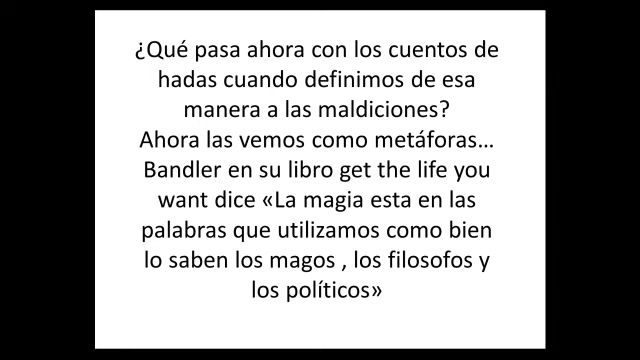 ¿Qué pasa ahora con los cuentos de
hadas cuando definimos de esa
manera a las maldiciones?
Ahora las vemos como metáforas…
Bandler en su libro get the life you
want dice «La magia esta en las
palabras que utilizamos como bien
lo saben los magos , los filosofos y
los políticos»